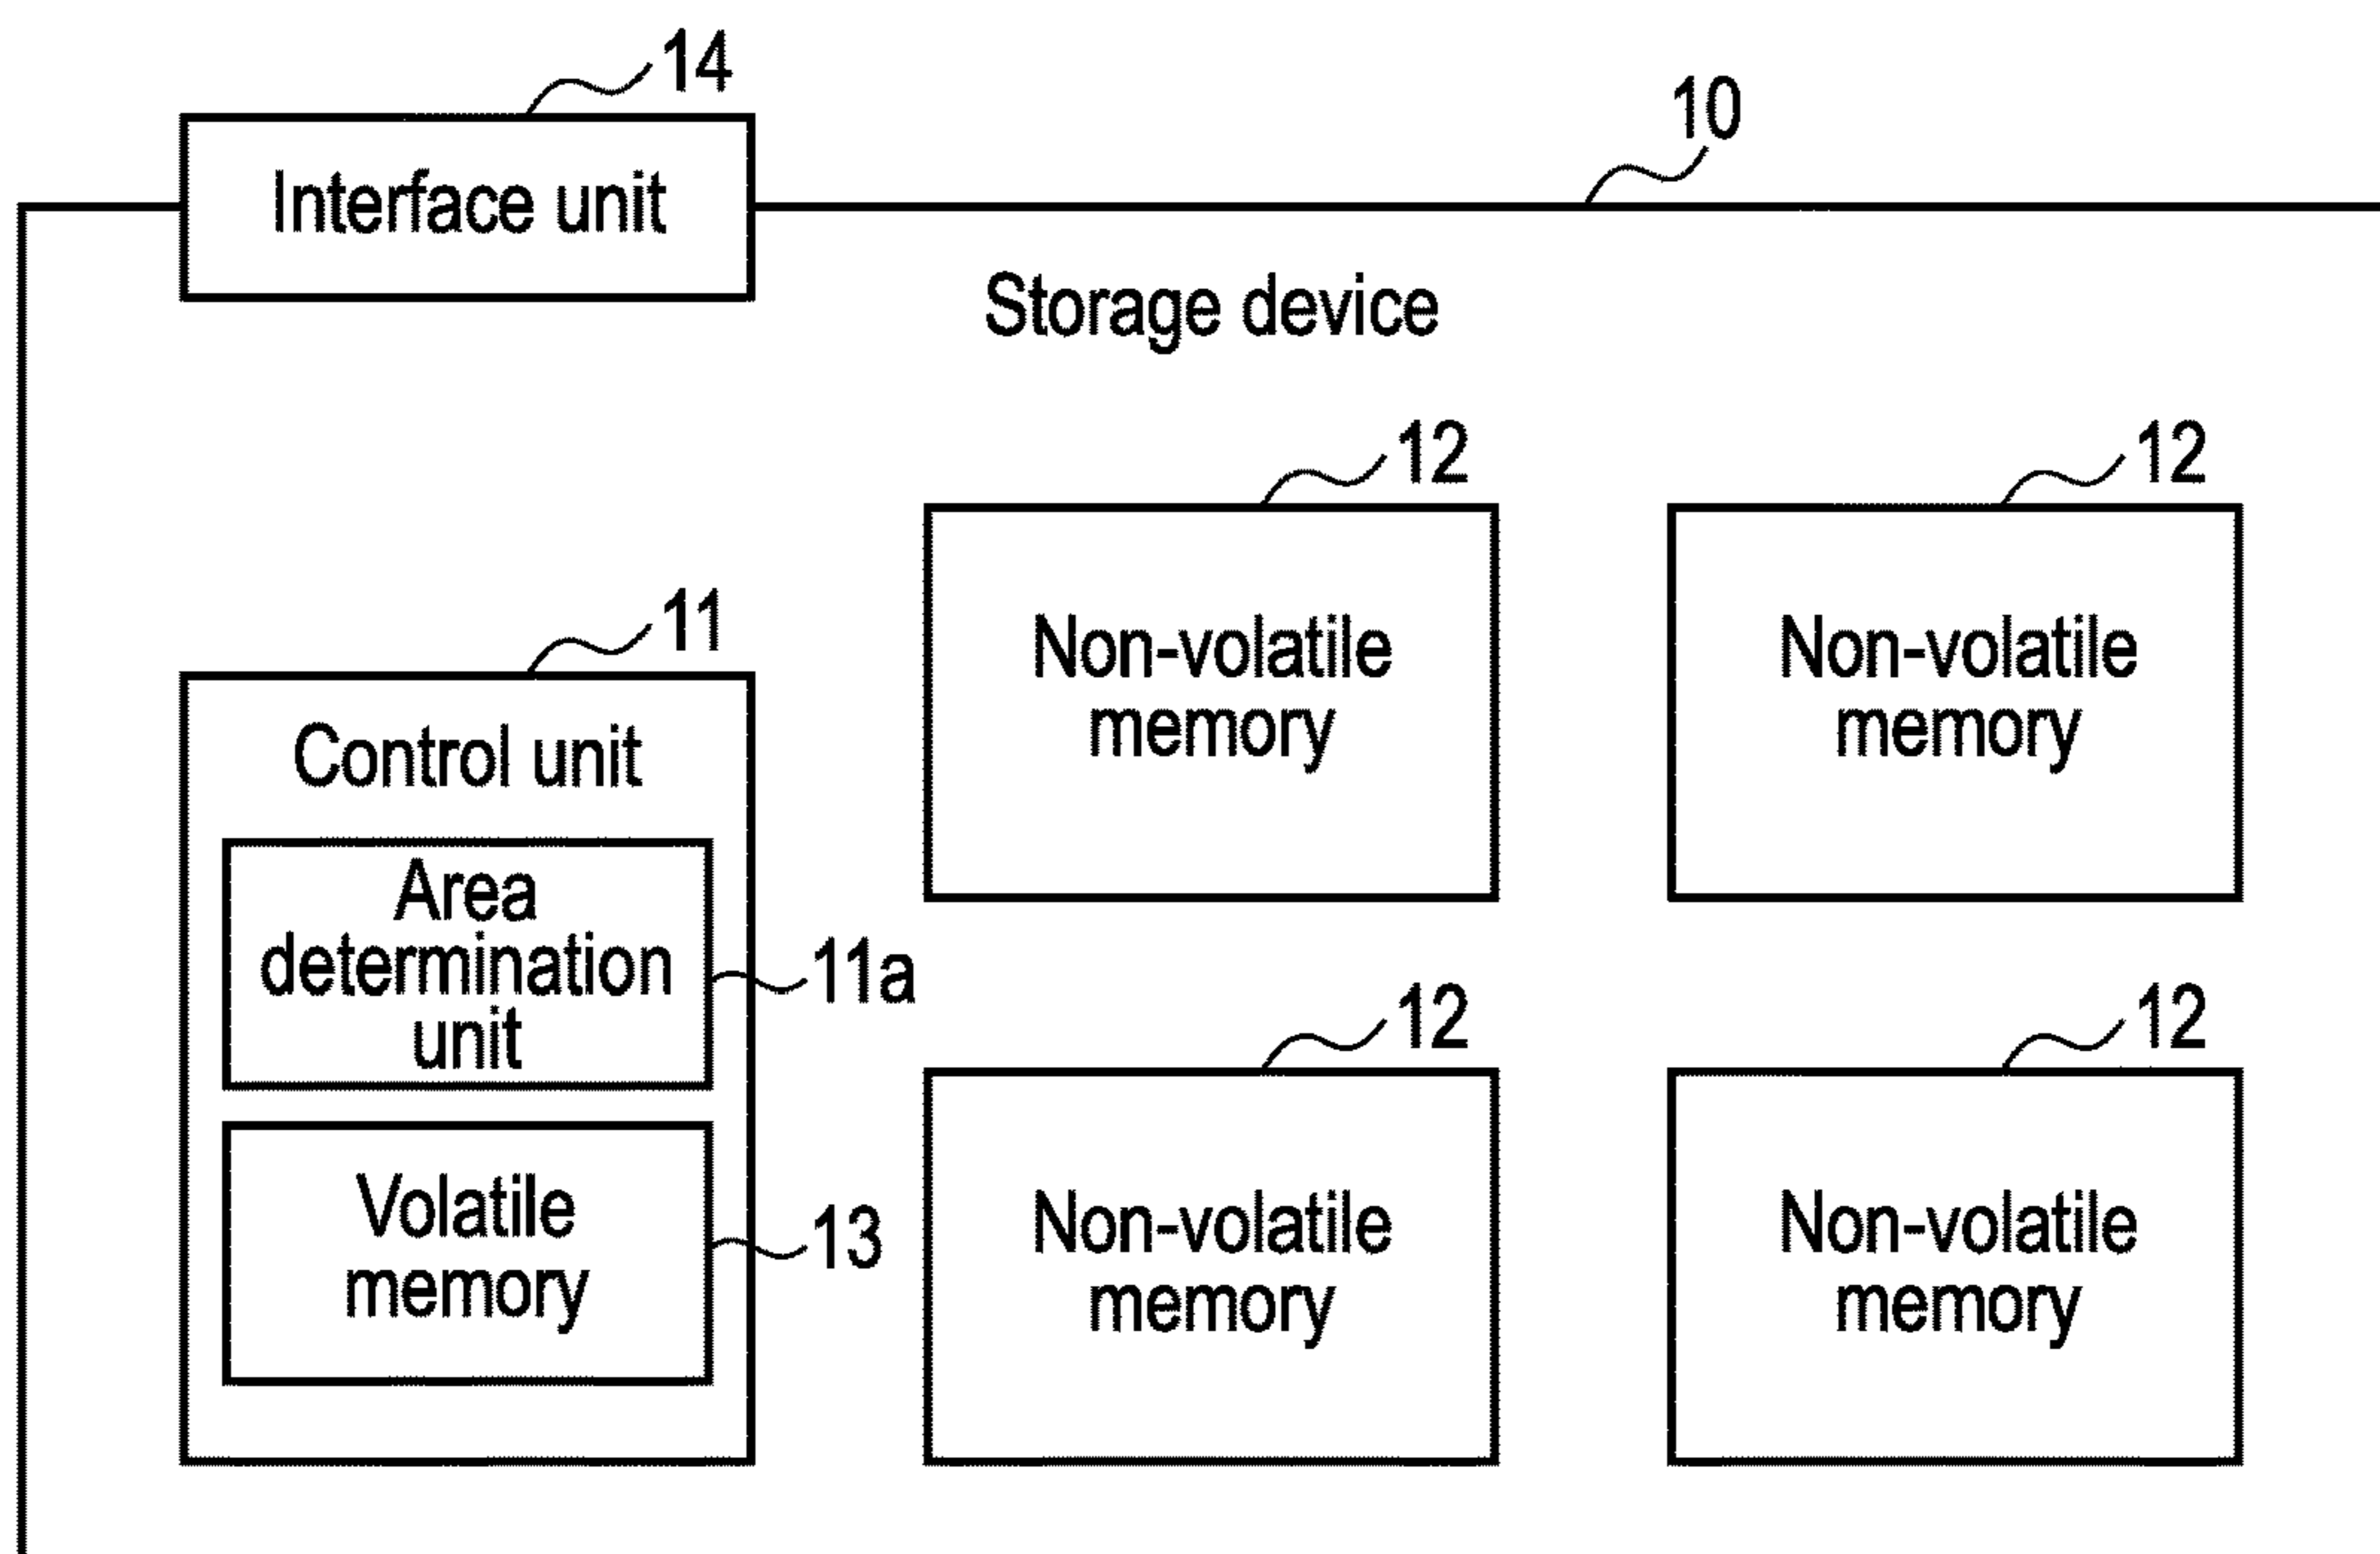 14
10
Interface unit
Storage device
12
12
11
Non-volatile
memory
Non-volatile
memory
Control unit
Area
determination
unit
11a
12
12
Volatile
memory
13
Non-volatile
memory
Non-volatile
memory